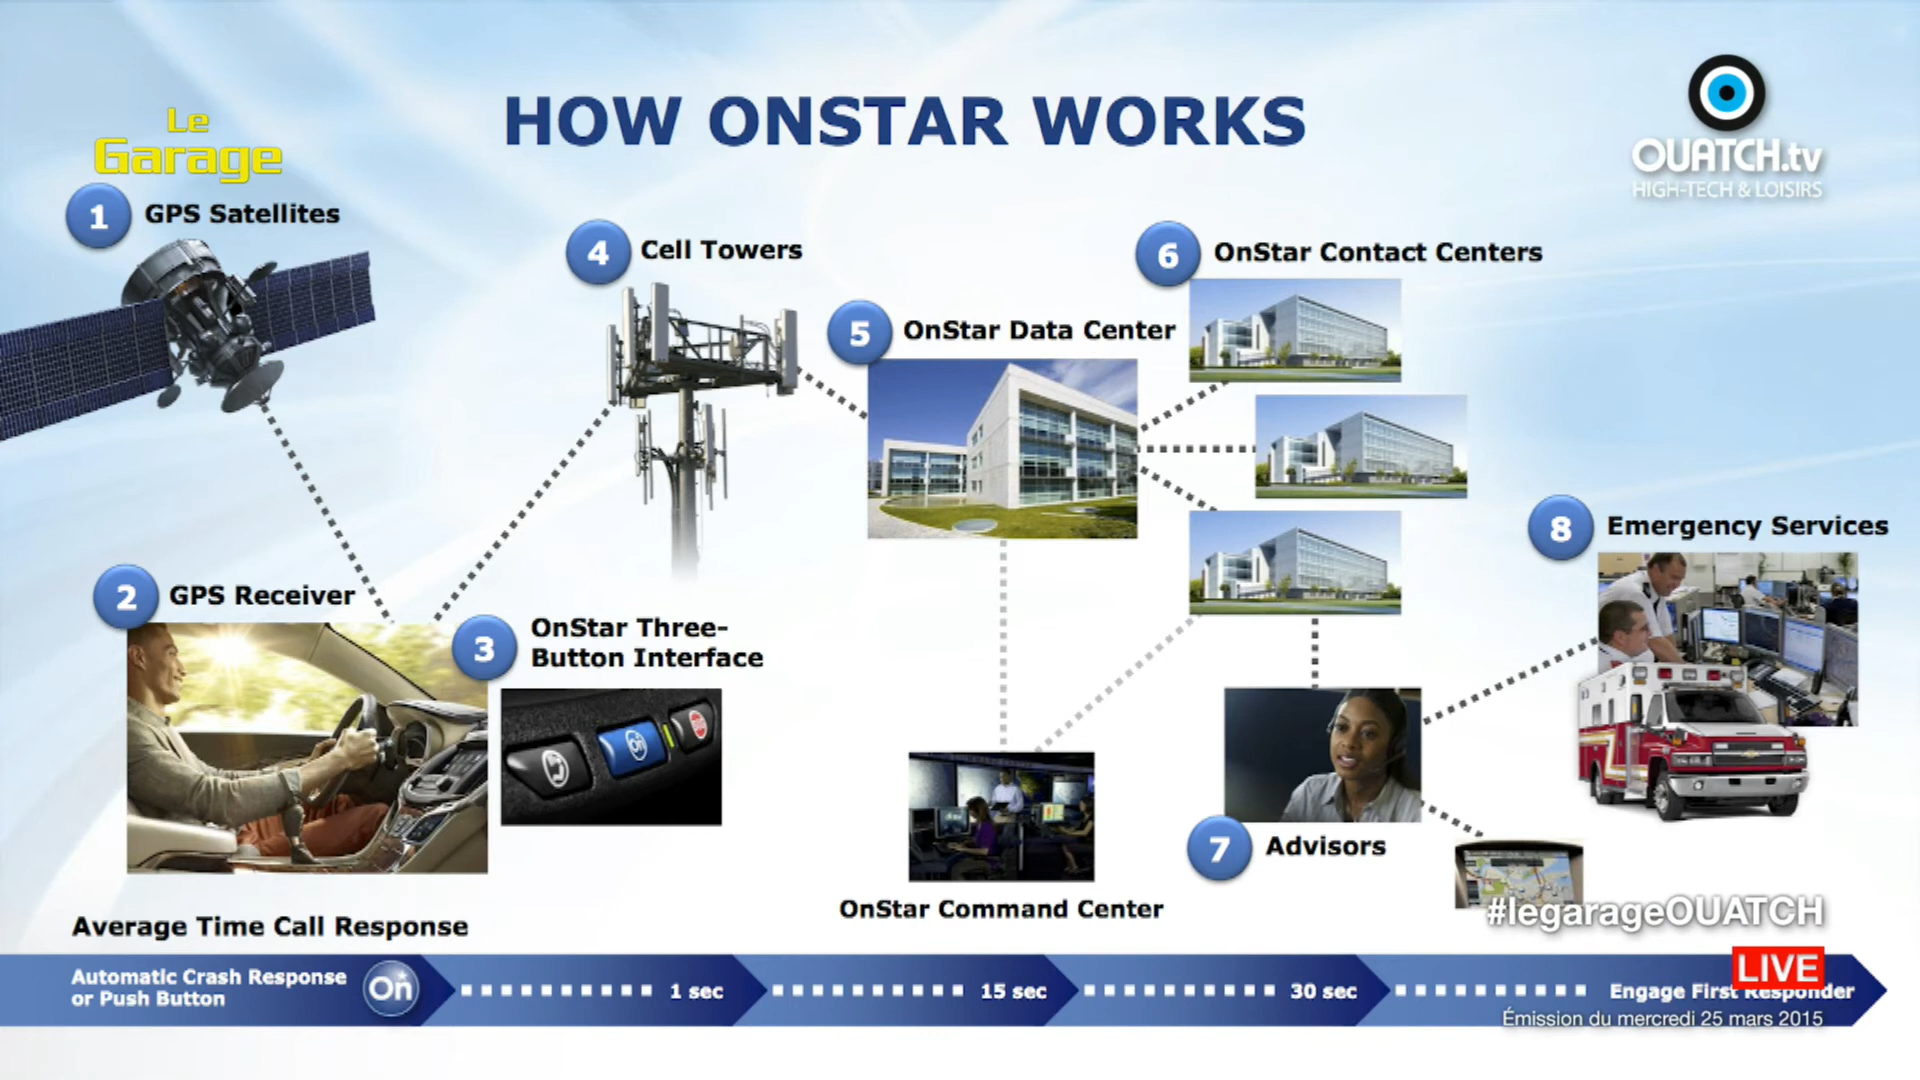 HOW ONSTAR WORKS
Le
Garage
OUATCH.tv
HIGH-TECH & LOISIRS
1 GPS Satellites
4 Cell Towers
6 OnStar Contact Centers
5 OnStar Data Center
8 Emergency Services
2 GPS Receiver
3 OnStar Three-
Button Interface
On
7 Advisors
OnStar Command Center
#legarageOUATCH
Average Time Call Response
Automatic Crash Response
or Push Button
On
1 sec
15 sec
30 sec
Engage First Responder
LIVE
Émission du mercredi 25 mars 2015